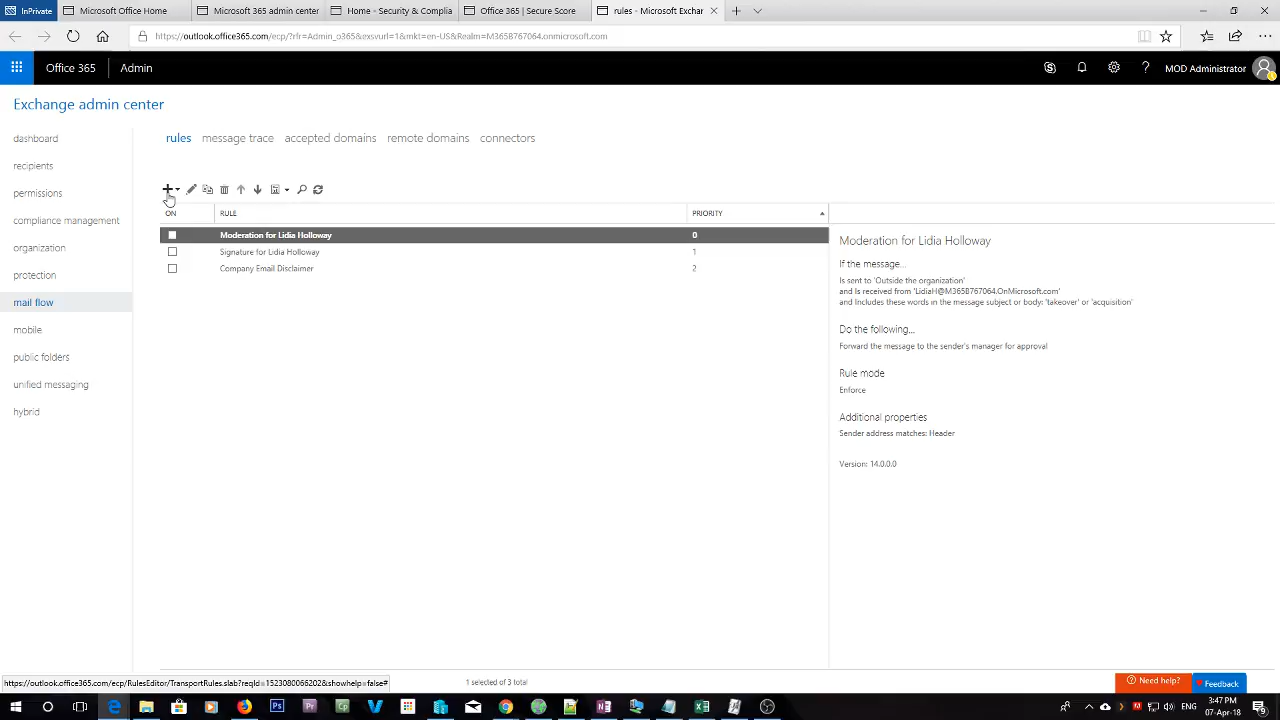 InPrivate
Microsoft Office Home
Microsoft 365 admin center
Home - Security & Complia
Office 365 | Secure Score
rules - Microsoft Exchar
https://outlook.office365.com/ecp/?rfr=Admin_o365&exsvurl=1&mkt=en-US&Realm=M365B767064.onmicrosoft.com
Office 365
Admin
MOD Administrator
Exchange admin center
dashboard
recipients
permissions
compliance management
organization
protection
mail flow
mobile
public folders
unified messaging
hybrid
rules message trace accepted domains remote domains connectors
ON RULE PRIORITY
Moderation for Lidia Holloway 0
Signature for Lidia Holloway 1
Company Email Disclaimer 2
Moderation for Lidia Holloway
If the message...
Is sent to 'Outside the organization'
and Is received from 'LidiaH@M365B767064.OnMicrosoft.com'
and Includes these words in the message subject or body: 'takeover' or 'acquisition'
Do the following...
Forward the message to the sender's manager for approval
Rule mode
Enforce
Additional properties
Sender address matches: Header
Version: 14.0.0.0
https://outlook.office365.com/ecp/RulesEditor/TransportRules.slab?reqId=1523080066202&showhelp=false#
1 selected of 3 total
Need help?
Feedback
3:47 PM
07-Apr-18